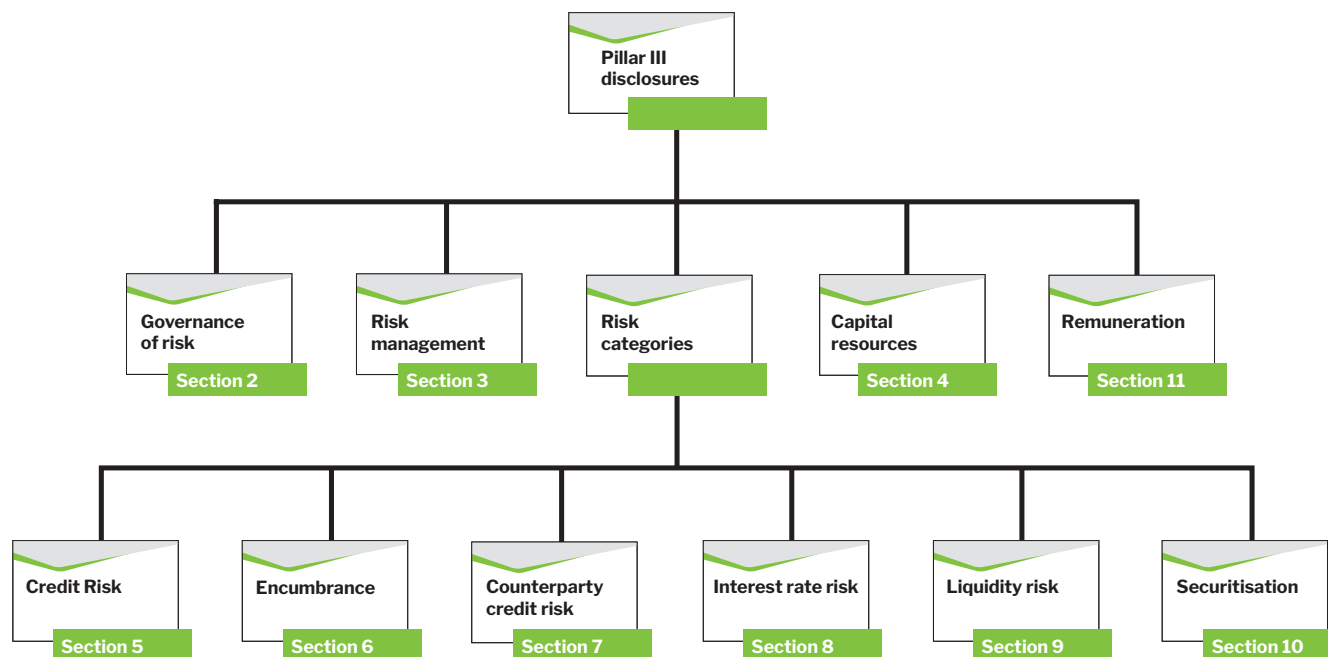 Pillar III
disclosures
Governance
of risk
Section 2
Risk
management
Section 3
Risk
categories
Capital
resources
Section 4
Remuneration
Section 11
Credit Risk
Section 5
Encumbrance
Section 6
Counterparty
credit risk
Section 7
Interest rate risk
Section 8
Liquidity risk
Section 9
Securitisation
Section 10